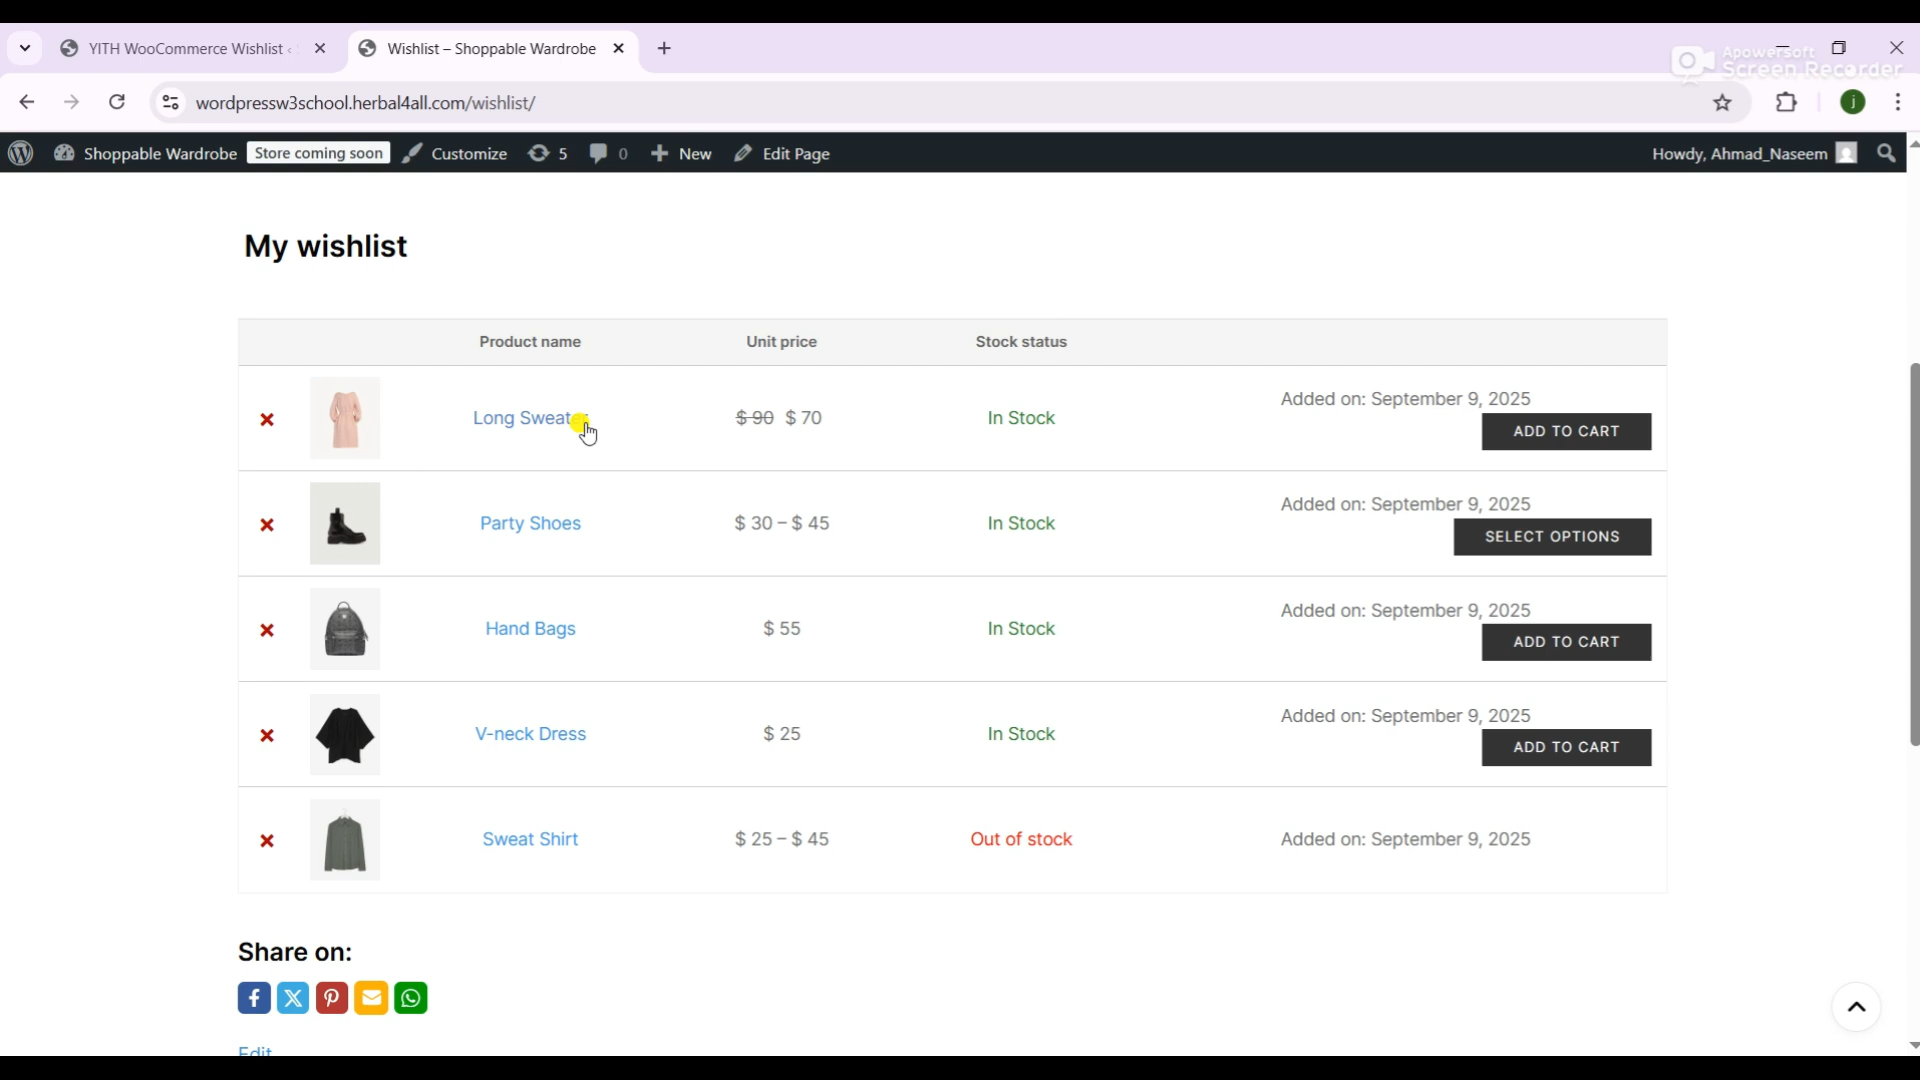 YITH WooCommerce Wishlist ‹
Wishlist – Shoppable Wardrobe
Apowersoft
Screen Recorder
wordpressw3school.herbal4all.com/wishlist/
j
Shoppable Wardrobe
Store coming soon
Customize
5
0
New
Edit Page
Howdy, Ahmad_Naseem
My wishlist
Product name
Unit price
Stock status
Long
$ 90 $ 70
In Stock
Added on: September 9, 2025
ADD TO CART
Party Shoes
$ 30 – $ 45
In Stock
Added on: September 9, 2025
SELECT OPTIONS
Hand Bags
$ 55
In Stock
Added on: September 9, 2025
ADD TO CART
V-neck Dress
$ 25
In Stock
Added on: September 9, 2025
ADD TO CART
Sweat Shirt
$ 25 – $ 45
Out of stock
Added on: September 9, 2025
Share on:
Edit